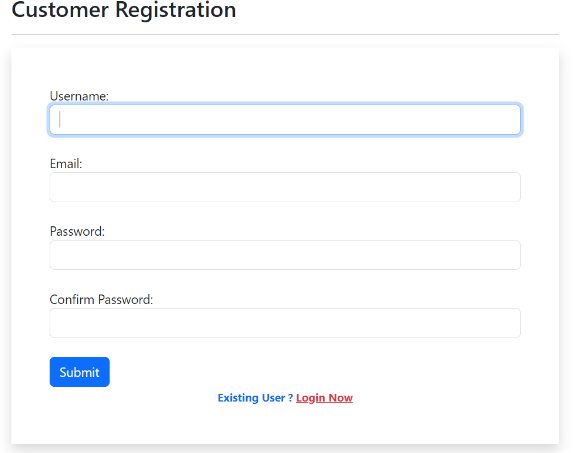 Customer Registration
Username:
Email:
Password:
Confirm Password:
Submit
Existing User ? Login Now